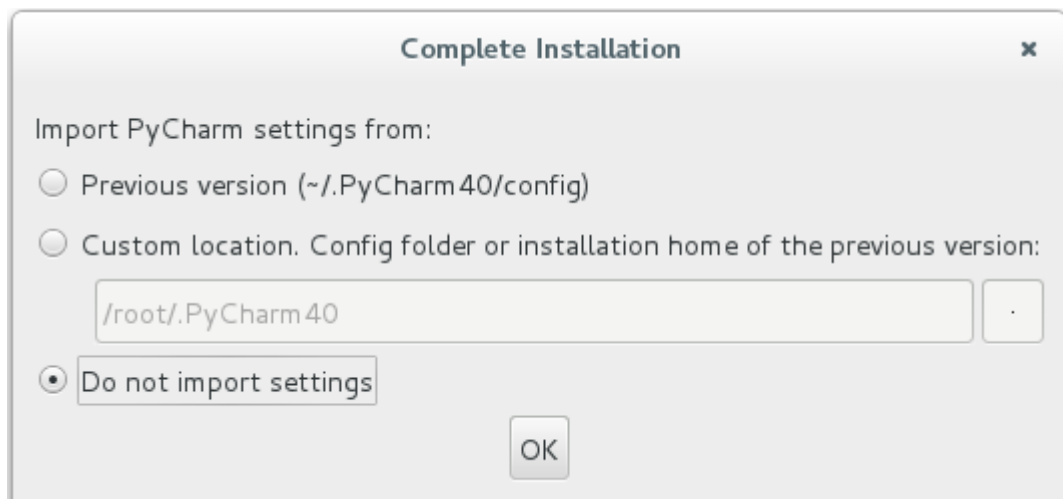 Complete Installation
Import PyCharm settings from:
Previous version (~/.PyCharm40/config)
Custom location. Config folder or installation home of the previous version:
/root/.PyCharm40
.
Do not import settings
OK